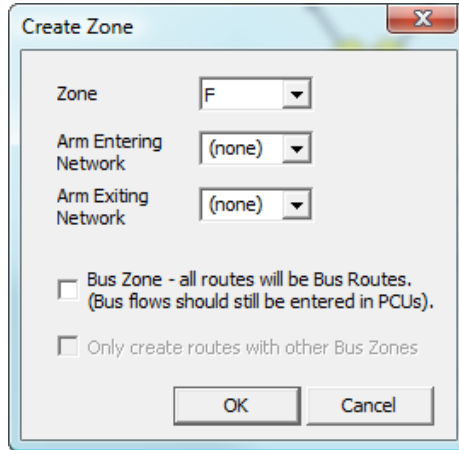 Create Zone
Zone F
Arm Entering
Network (none)
Arm Exiting
Network (none)
Bus Zone - all routes will be Bus Routes.
(Bus flows should still be entered in PCUs).
Only create routes with other Bus Zones
OK Cancel